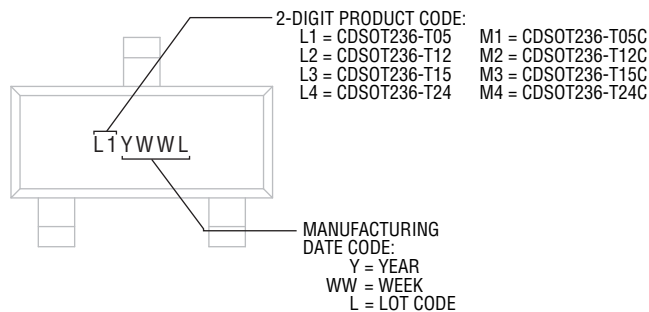 2-DIGIT PRODUCT CODE:
L1 = CDSOT236-T05 M1 = CDSOT236-T05C
L2 = CDSOT236-T12 M2 = CDSOT236-T12C
L3 = CDSOT236-T15 M3 = CDSOT236-T15C
L4 = CDSOT236-T24 M4 = CDSOT236-T24C
L1YWWL
MANUFACTURING
DATE CODE:
Y = YEAR
WW = WEEK
L = LOT CODE